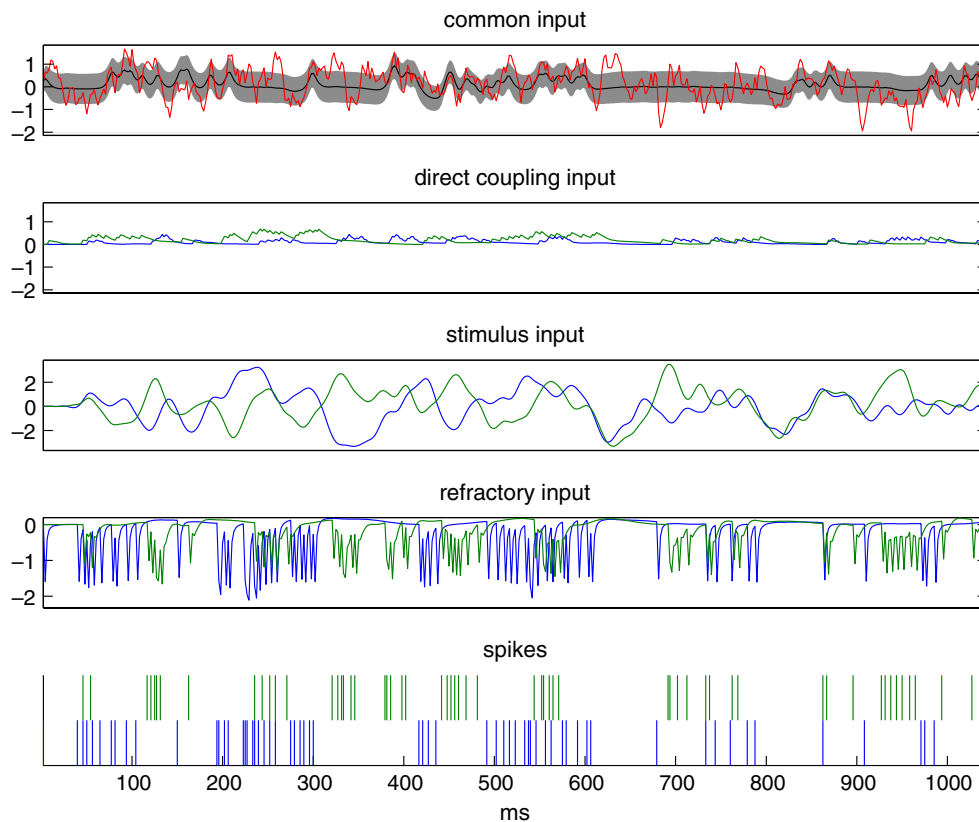 common input
1
0
−1
−2
direct coupling input
1
0
−1
−2
stimulus input
2
0
−2
refractory input
0
−1
−2
spikes
100 200 300 400 500 600 700 800 900 1000
ms